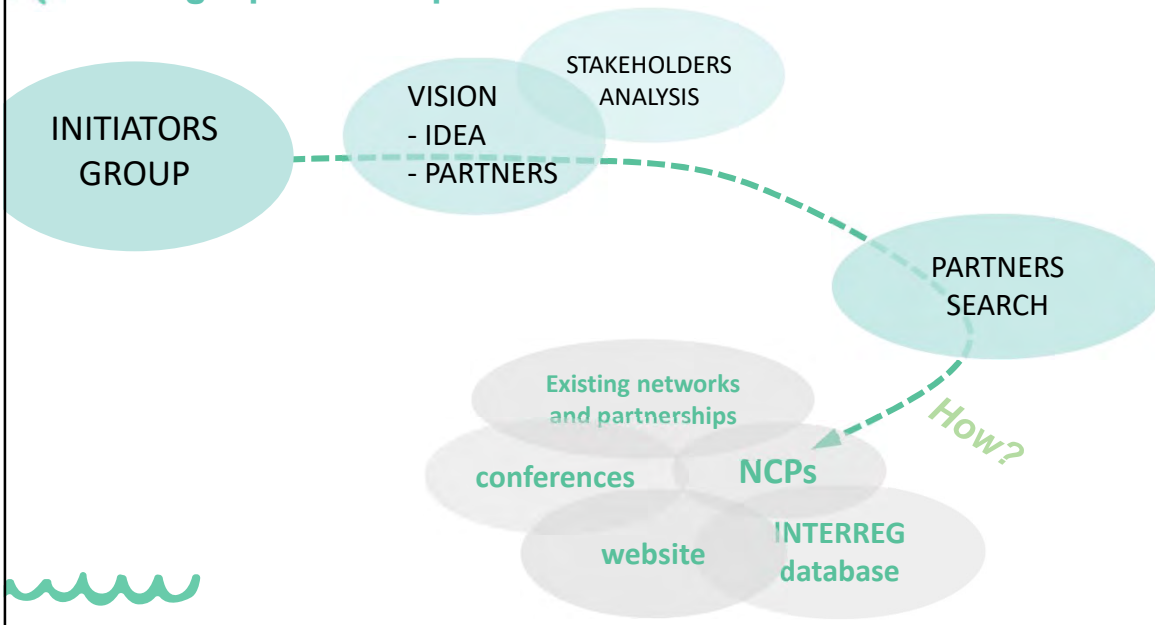 INITIATORS
GROUP
VISION
- IDEA
- PARTNERS
STAKEHOLDERS
ANALYSIS
PARTNERS
SEARCH
How?
Existing networks
and partnerships
conferences
NCPs
website
INTERREG
database